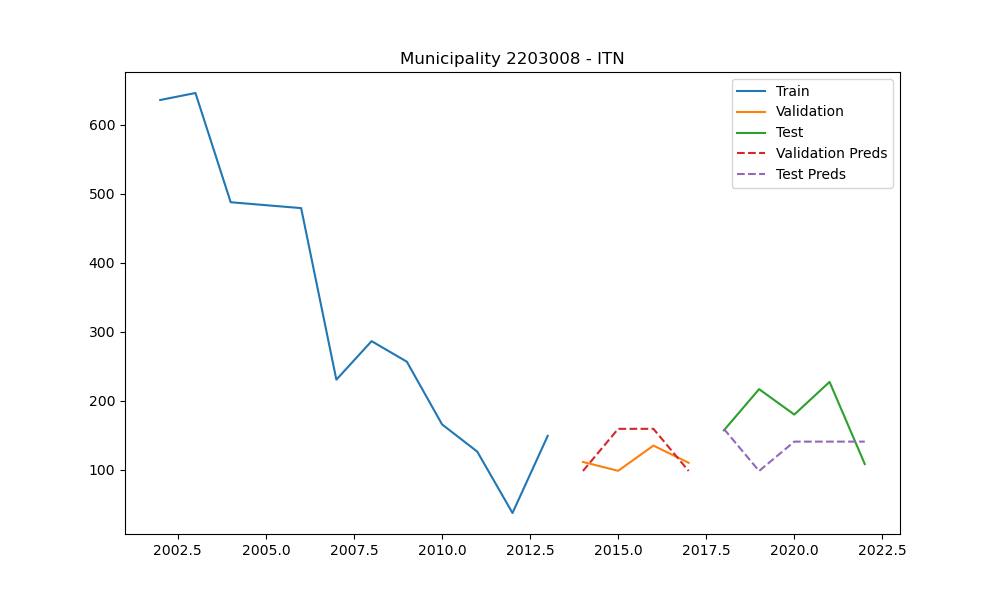 Municipality 2203008 - ITN
Train
Validation
Test
Validation Preds
Test Preds
600
500
400
300
200
100
2002.5 2005.0 2007.5 2010.0 2012.5 2015.0 2017.5 2020.0 2022.5